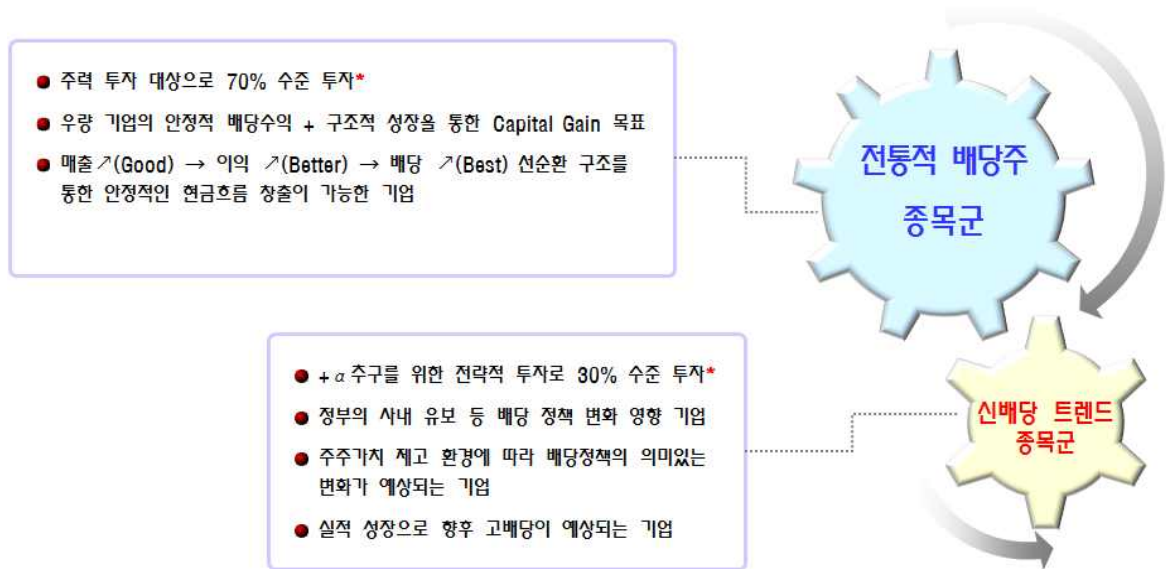 주력 투자 대상으로 70% 수준 투자*
우량 기업의 안정적 배당수익 + 구조적 성장을 통한 Capital Gain 목표
매출↗(Good) → 이익 ↗(Better) → 배당 ↗(Best) 선순환 구조를
통한 안정적인 현금흐름 창출이 가능한 기업
전통적 배당주
종목군
+α추구를 위한 전략적 투자로 30% 수준 투자*
정부의 사내 유보 등 배당 정책 변화 영향 기업
주주가치 제고 환경에 따라 배당정책의 의미있는
변화가 예상되는 기업
실적 성장으로 향후 고배당이 예상되는 기업
신배당 트렌드
종목군